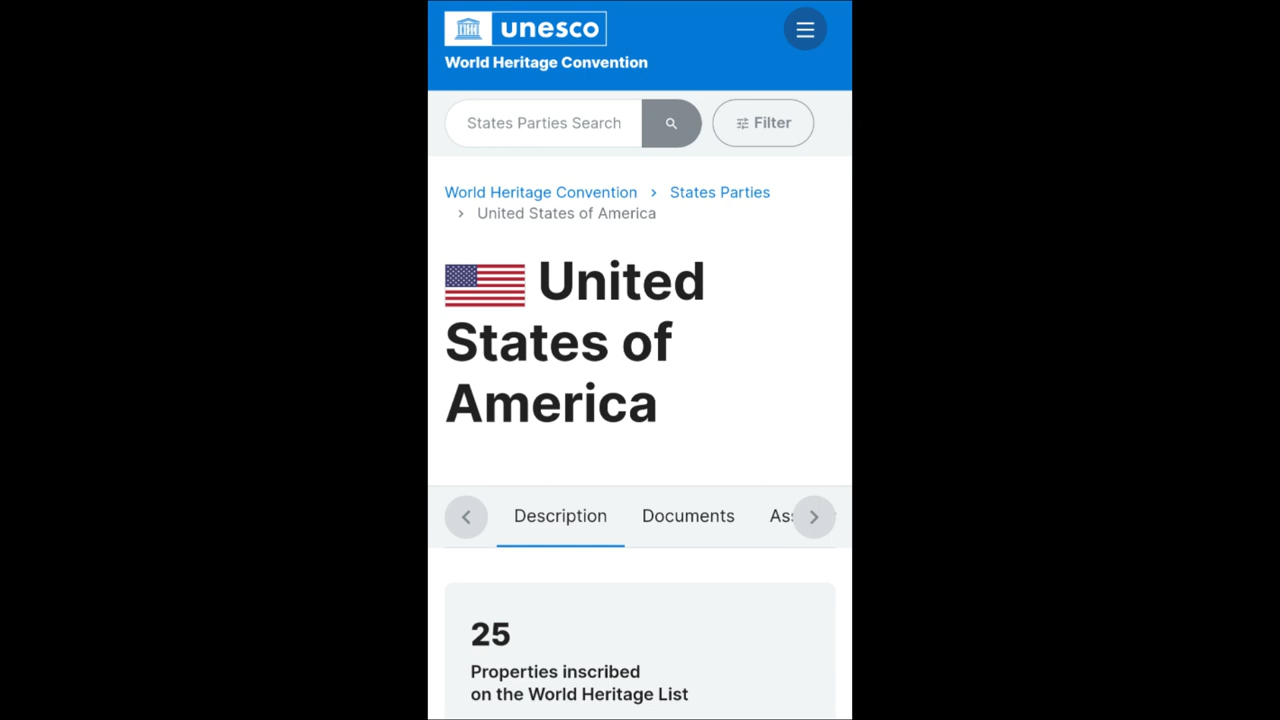 unesco
World Heritage Convention
States Parties Search
Filter
World Heritage Convention > States Parties
> United States of America
United
States of
America
Description Documents
25
Properties inscribed
on the World Heritage List